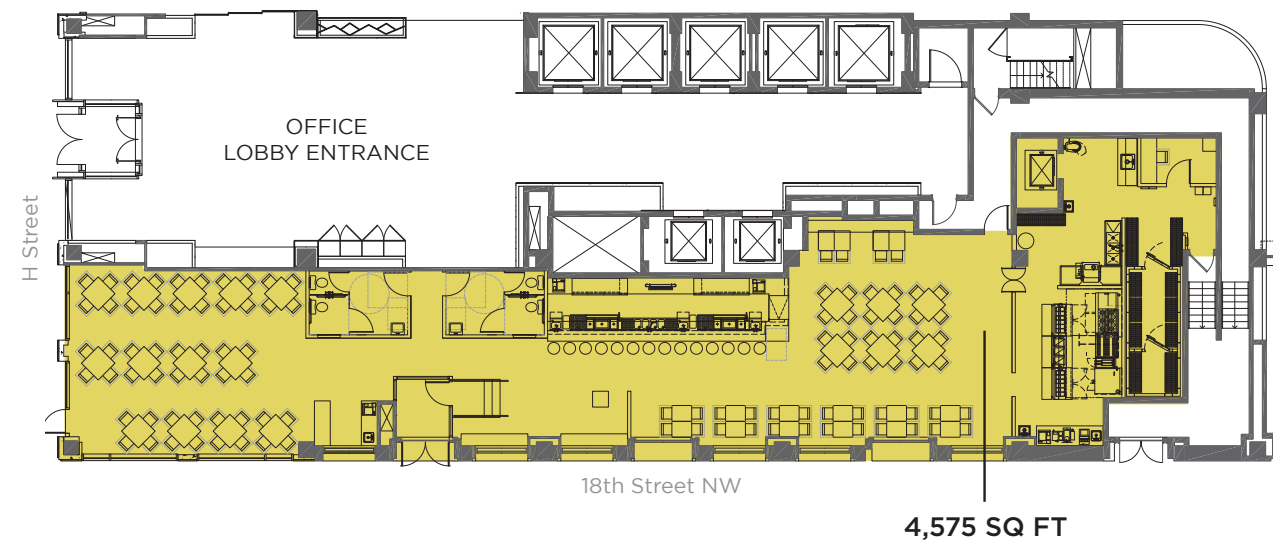 OFFICE
LOBBY ENTRANCE
H Street
18th Street NW
4,575 SQ FT